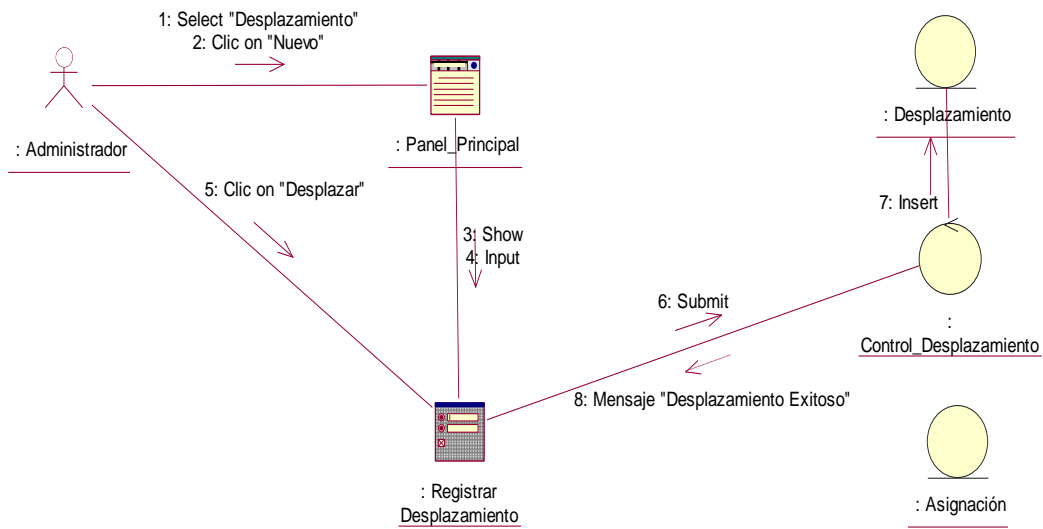 1: Select "Desplazamiento"
2: Clic on "Nuevo"
: Desplazamiento
: Administrador
: Panel_Principal
5: Clic on "Desplazar"
7: Insert
3: Show
4: Input
6: Submit
:
Control_Desplazamiento
8: Mensaje "Desplazamiento Exitoso"
: Registrar
Desplazamiento
: Asignación